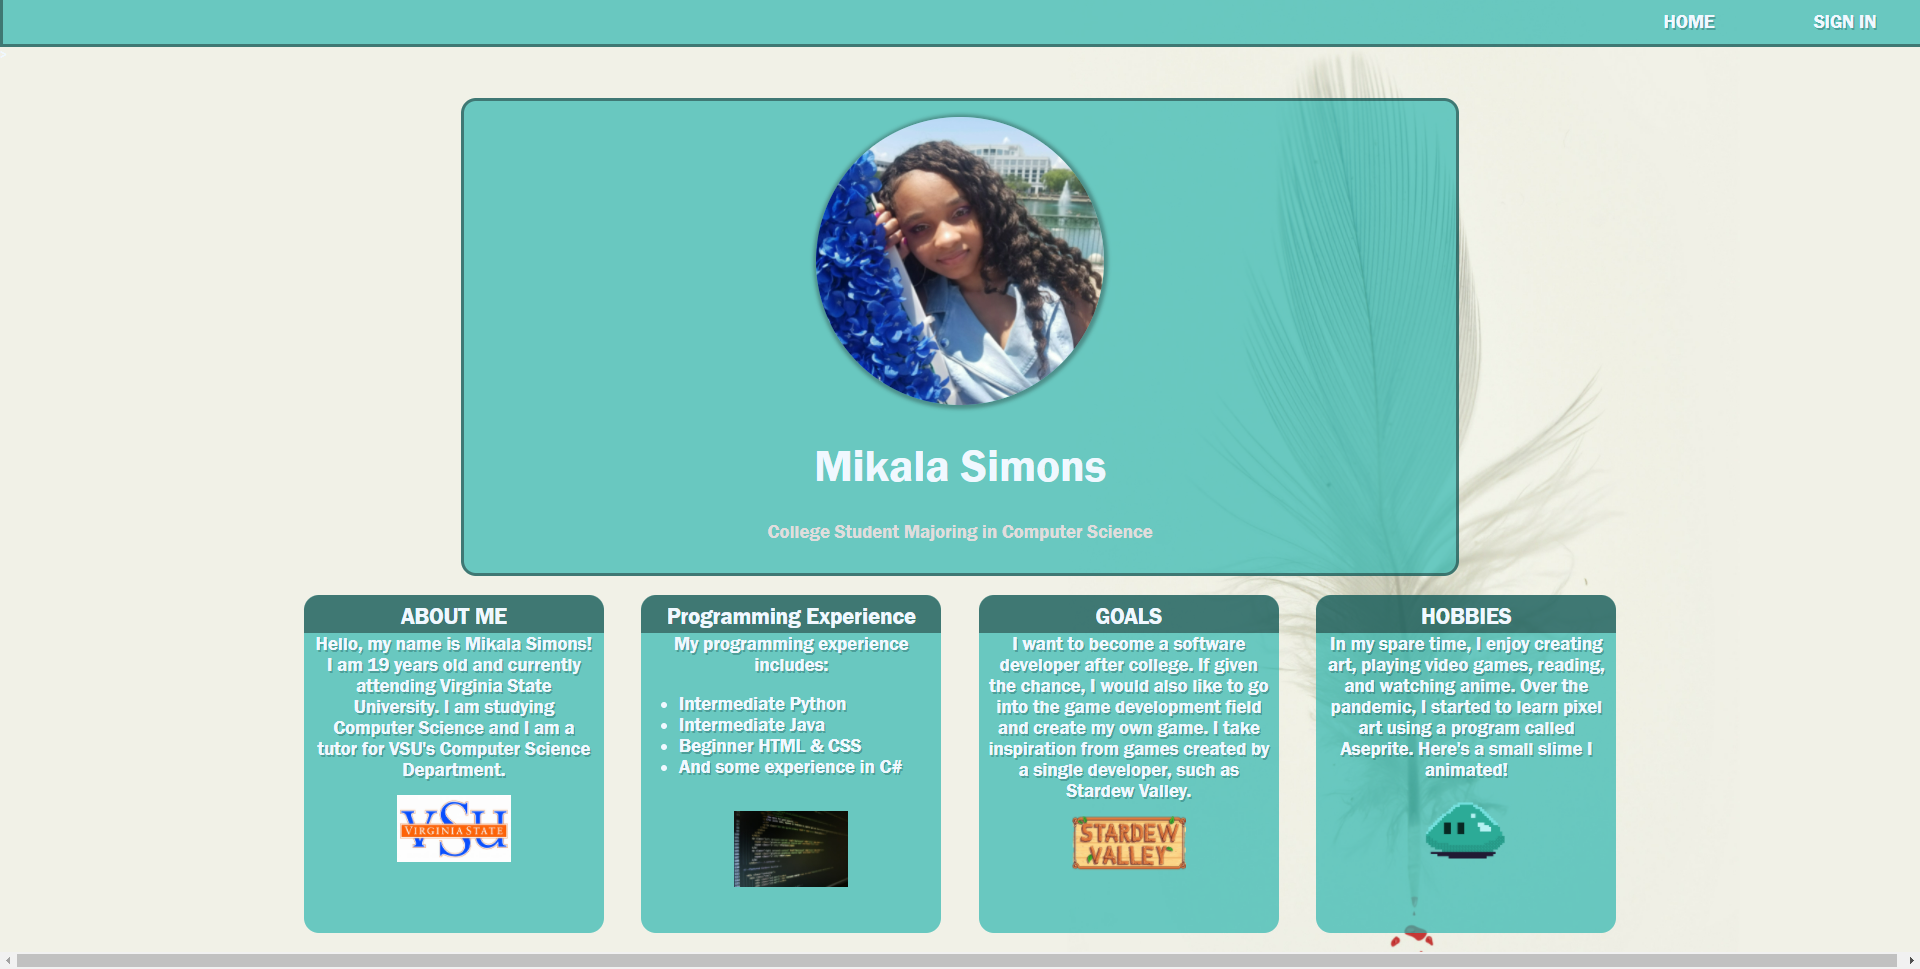 HOME
SIGN IN
Mikala Simons
College Student Majoring in Computer Science
ABOUT ME
Hello, my name is Mikala Simons!
I am 19 years old and currently
attending Virginia State
University. I am studying
Computer Science and I am a
tutor for VSU's Computer Science
Department.
VSU
VIRGINIA STATE
Programming Experience
My programming experience
includes:
• Intermediate Python
• Intermediate Java
• Beginner HTML & CSS
• And some experience in C#
GOALS
I want to become a software
developer after college. If given
the chance, I would also like to go
into the game development field
and create my own game. I take
inspiration from games created by
a single developer, such as
Stardew Valley.
STARDEW
VALLEY
HOBBIES
In my spare time, I enjoy creating
art, playing video games, reading,
and watching anime. Over the
pandemic, I started to learn pixel
art using a program called
Aseprite. Here's a small slime I
animated!